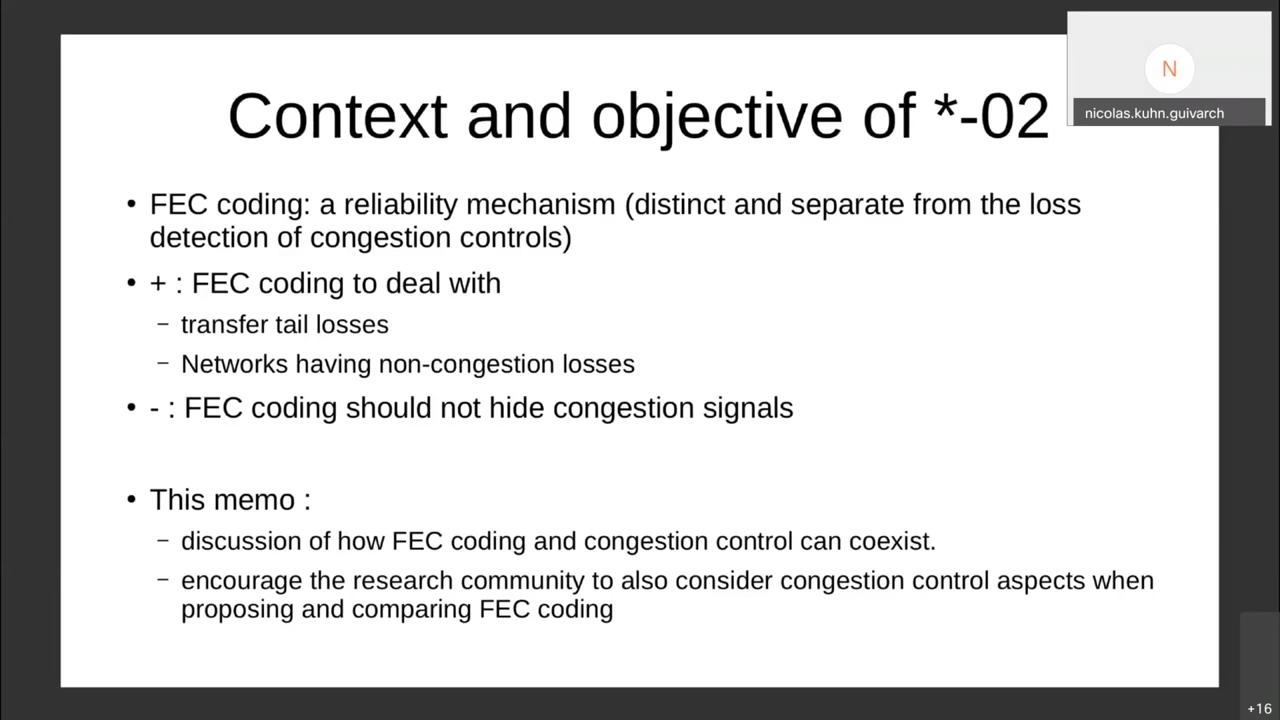 Context and objective of *-02
N
nicolas.kuhn.guivarch
• FEC coding: a reliability mechanism (distinct and separate from the loss
detection of congestion controls)
• + : FEC coding to deal with
– transfer tail losses
– Networks having non-congestion losses
• - : FEC coding should not hide congestion signals
• This memo :
– discussion of how FEC coding and congestion control can coexist.
– encourage the research community to also consider congestion control aspects when
proposing and comparing FEC coding
+16